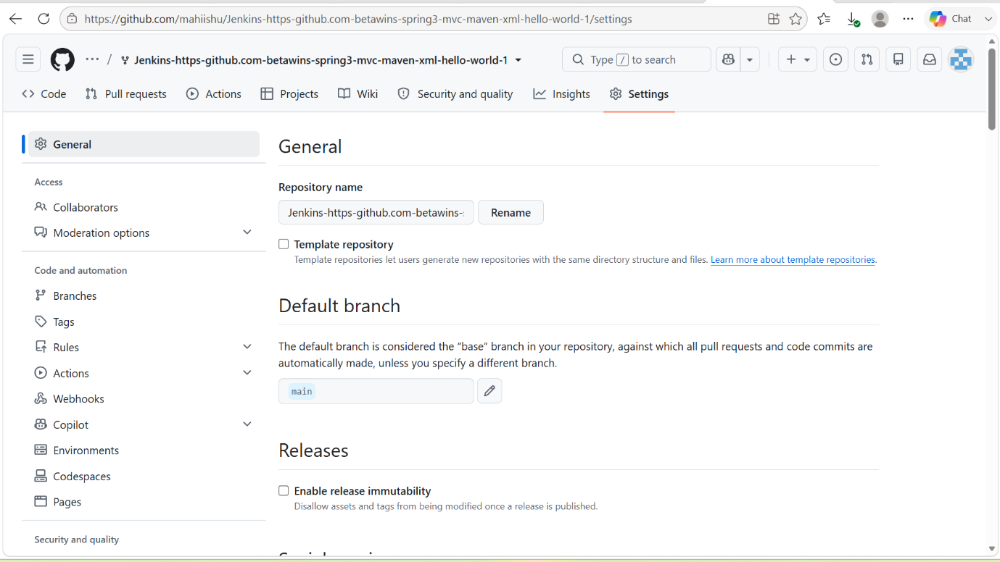 https://github.com/mahiishu/Jenkins-https-github.com-betawins-spring3-mvc-maven-xml-hello-world-1/settings
Chat
... / Jenkins-https-github.com-betawins-spring3-mvc-maven-xml-hello-world-1
Type / to search
Code Pull requests Actions Projects Wiki Security and quality Insights Settings
General
Access
Collaborators
Moderation options
Code and automation
Branches
Tags
Rules
Actions
Webhooks
Copilot
Environments
Codespaces
Pages
Security and quality
General
Repository name
Jenkins-https-github.com-betawins-
Rename
Template repository
Template repositories let users generate new repositories with the same directory structure and files. Learn more about template repositories.
Default branch
The default branch is considered the “base” branch in your repository, against which all pull requests and code commits are
automatically made, unless you specify a different branch.
main
Releases
Enable release immutability
Disallow assets and tags from being modified once a release is published.